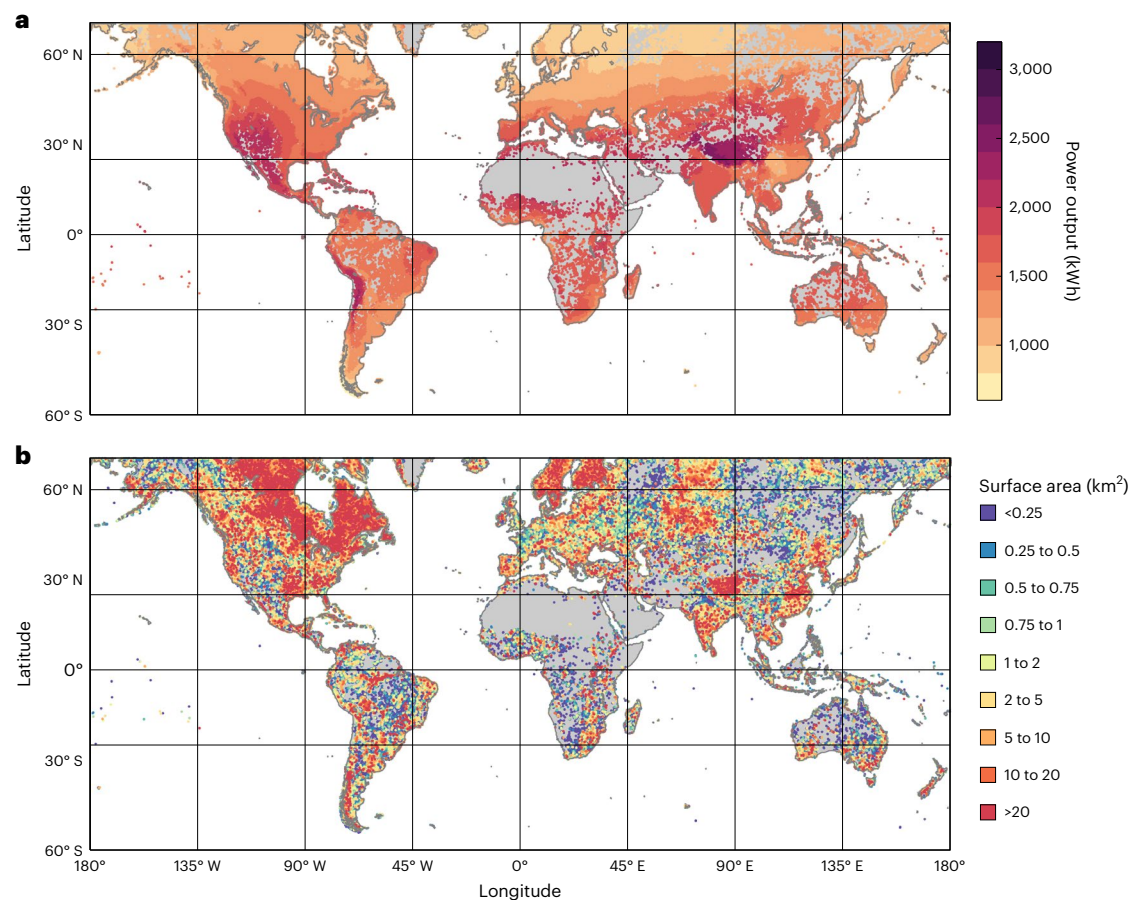 a
60° N
30° N
0°
30° S
60° S
Latitude
3,000
2,500
2,000
1,500
1,000
Power output (kWh)
b
60° N
30° N
0°
30° S
60° S
Latitude
180°
135° W
90° W
45° W
0°
45° E
90° E
135° E
180°
Longitude
Surface area (km²)
<0.25
0.25 to 0.5
0.5 to 0.75
0.75 to 1
1 to 2
2 to 5
5 to 10
10 to 20
>20